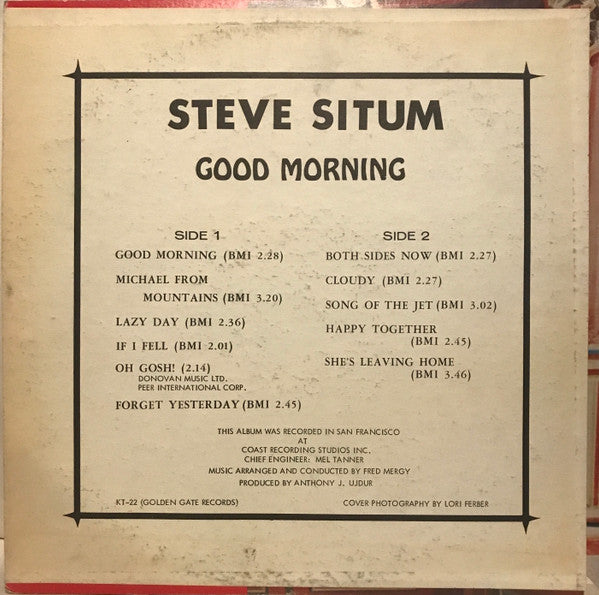 STEVE SITUM
GOOD MORNING
SIDE 1
GOOD MORNING (BMI 2.28)
MICHAEL FROM
MOUNTAINS (BMI 3.20)
LAZY DAY (BMI 2.36)
IF I FELL (BMI 2.01)
OH GOSH! (2.14)
DONOVAN MUSIC LTD.
PEER INTERNATIONAL CORP.
FORGET YESTERDAY (BMI 2.45)
SIDE 2
BOTH SIDES NOW (BMI 2.27)
CLOUDY (BMI 2.27)
SONG OF THE JET (BMI 3.02)
HAPPY TOGETHER
(BMI 2.45)
SHE'S LEAVING HOME
(BMI 3.46)
THIS ALBUM WAS RECORDED IN SAN FRANCISCO
AT
COAST RECORDING STUDIOS INC.
CHIEF ENGINEER: MEL TANNER
MUSIC ARRANGED AND CONDUCTED BY FRED MERGY
PRODUCED BY ANTHONY J. UJDUR
KT-22 (GOLDEN GATE RECORDS)
COVER PHOTOGRAPHY BY LORI FERBER